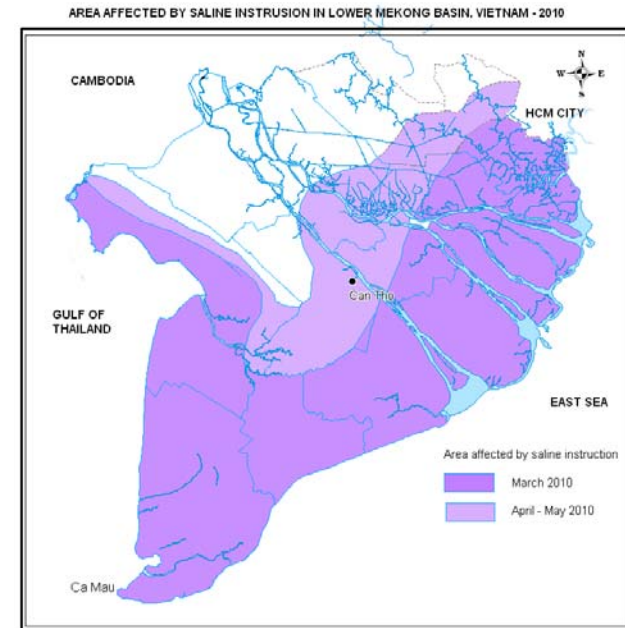 AREA AFFECTED BY SALINE INSTRUSION IN LOWER MEKONG BASIN, VIETNAM - 2010
N
W E
S
CAMBODIA
HCM CITY
Can Tho
GULF OF
THAILAND
EAST SEA
Area affected by saline instruction
March 2010
April - May 2010
Ca Mau